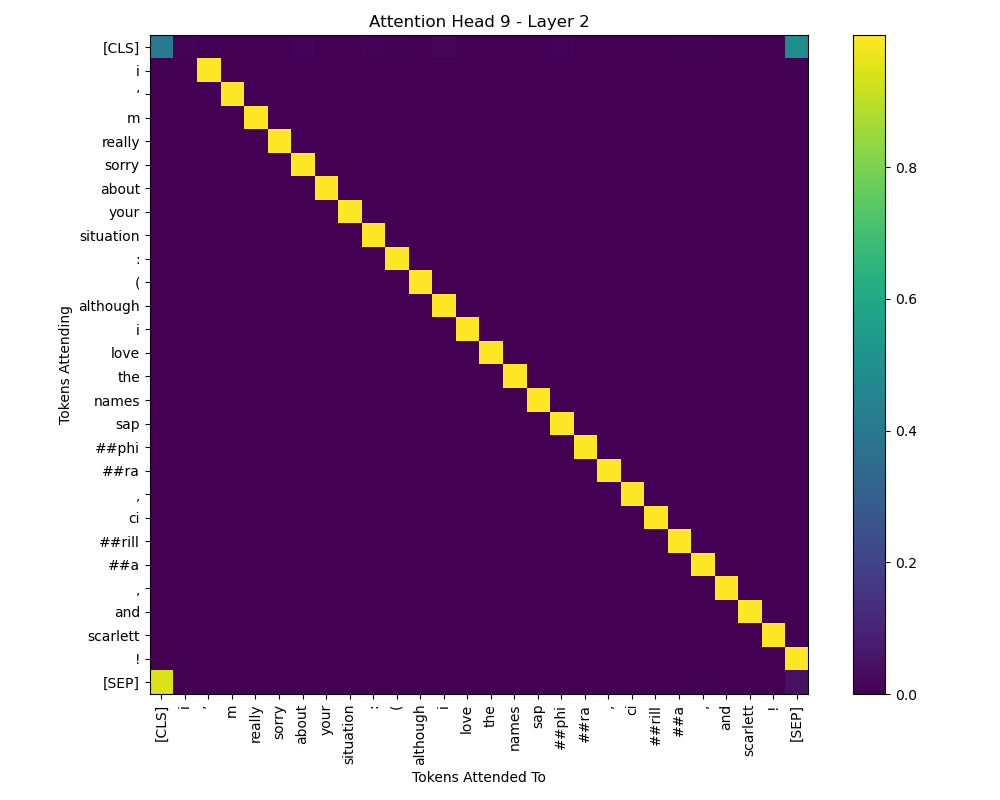 Attention Head 9 - Layer 2
[CLS]
i
’
m
really
sorry
about
your
situation
:
(
although
i
love
the
names
sap
##phi
##ra
,
ci
##rill
##a
,
and
scarlett
!
[SEP]
Tokens Attending
[CLS]
i
’
m
really
sorry
about
your
situation
:
(
although
i
love
the
names
sap
##phi
##ra
,
ci
##rill
##a
,
and
scarlett
!
[SEP]
Tokens Attended To
0.8
0.6
0.4
0.2
0.0